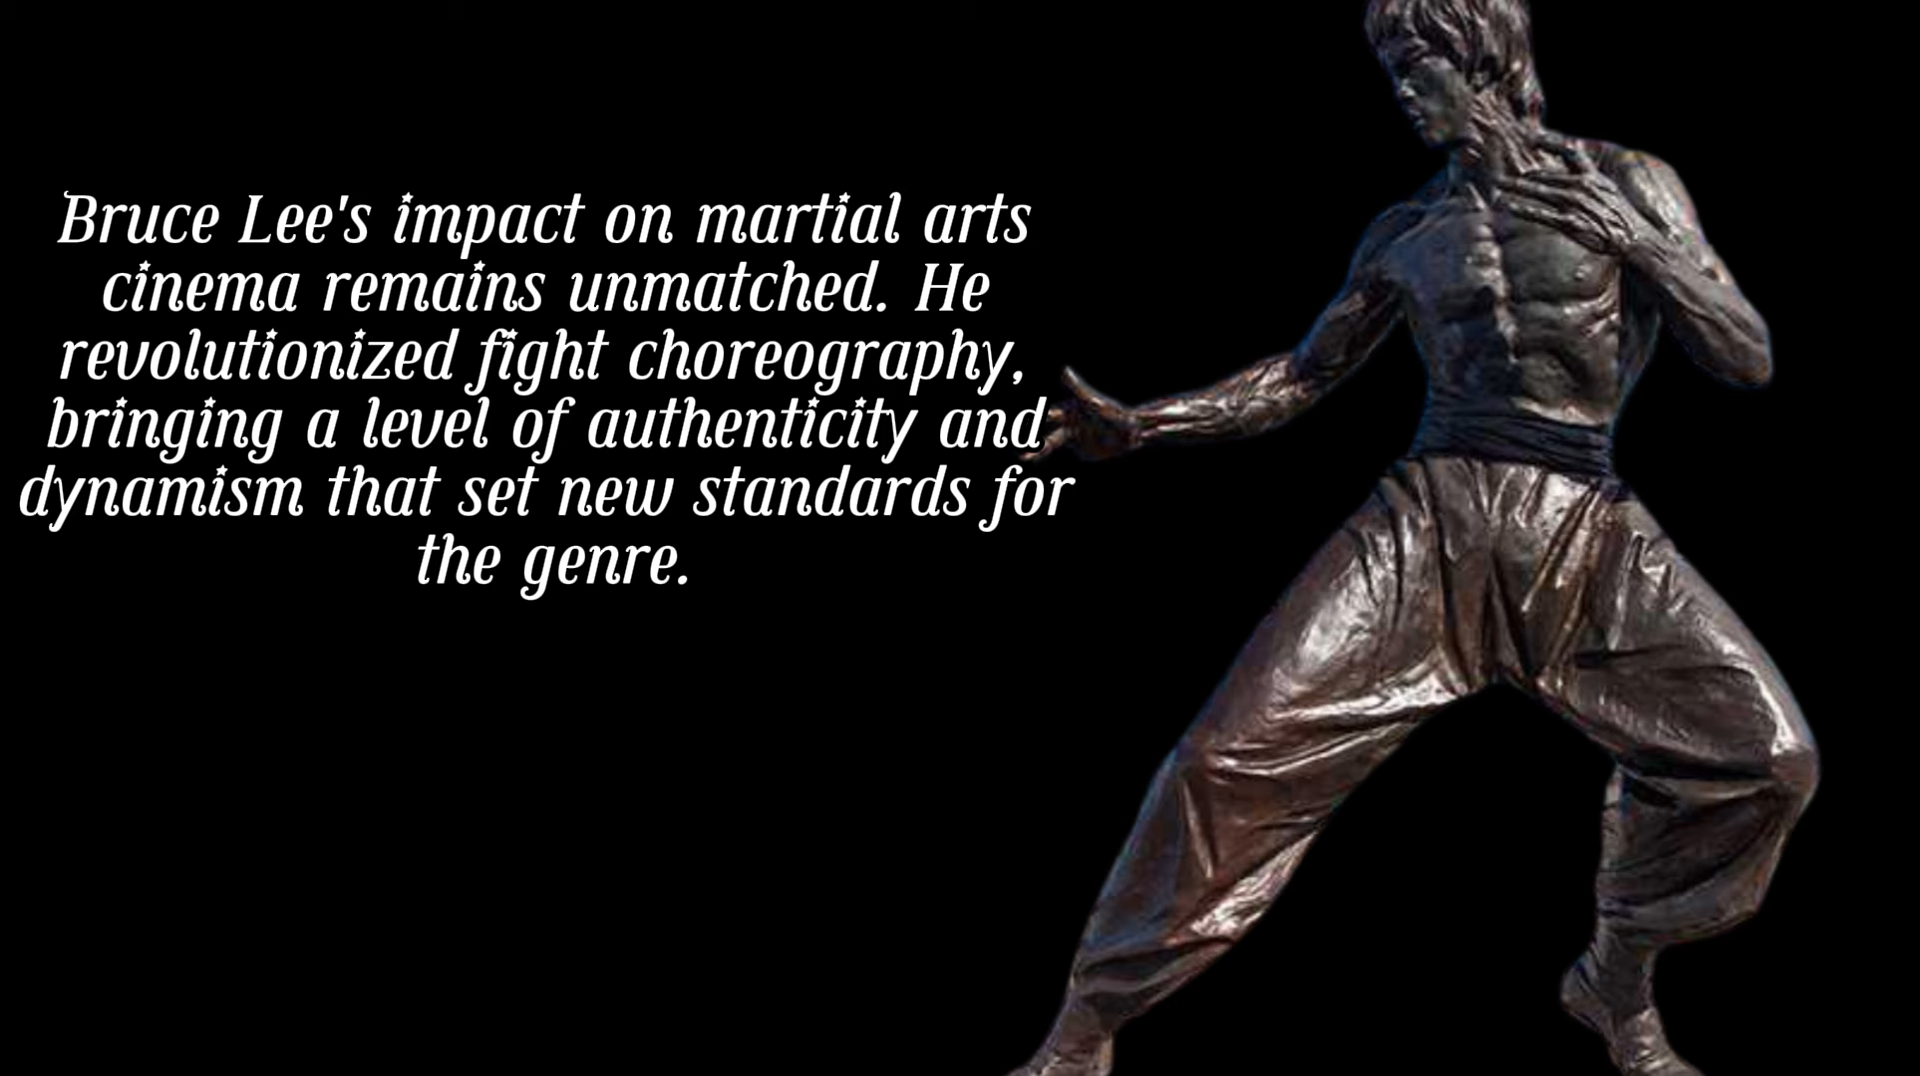 Bruce Lee's impact on martial arts
cinema remains unmatched. He
revolutionized fight choreography,
bringing a level of authenticity and
dynamism that set new standards for
the genre.